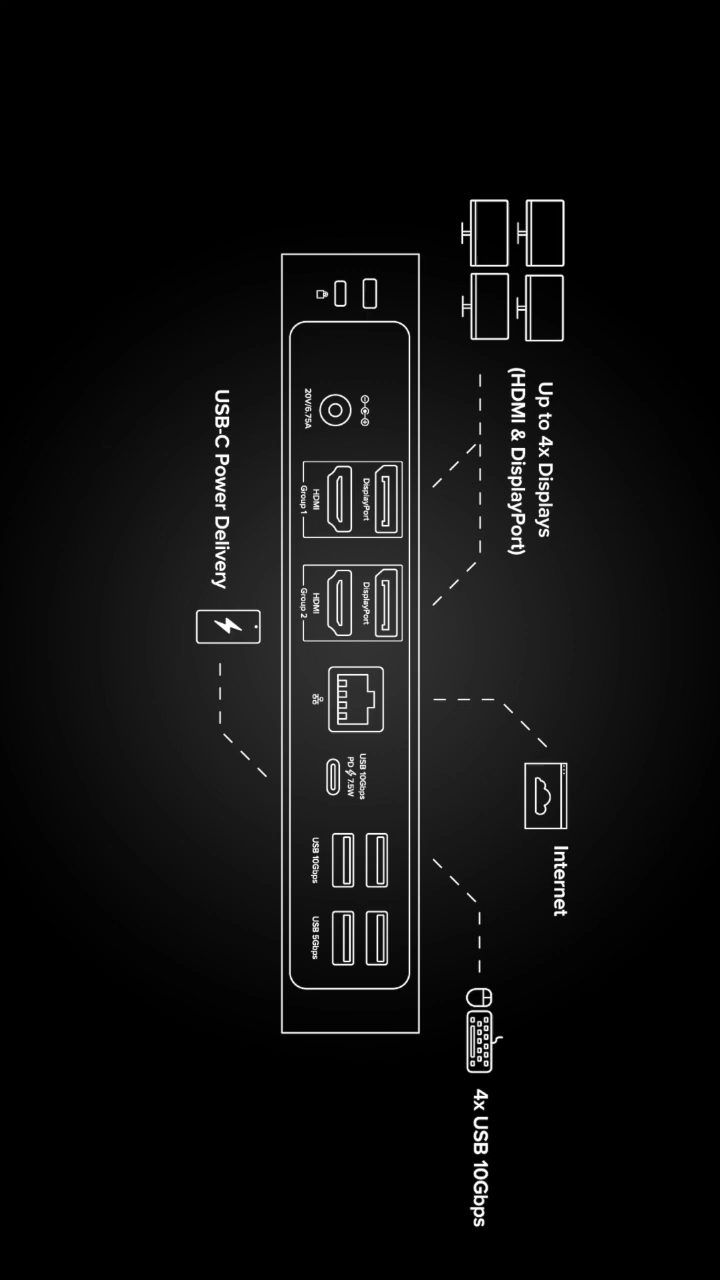 Up to 4x Displays
(HDMI & DisplayPort)
Internet
4x USB 10Gbps
20V/6.75A
DisplayPort
HDMI
Group 1
DisplayPort
HDMI
Group 2
USB 10Gbps
PD 7.5W
USB 10Gbps
USB 5Gbps
USB-C Power Delivery